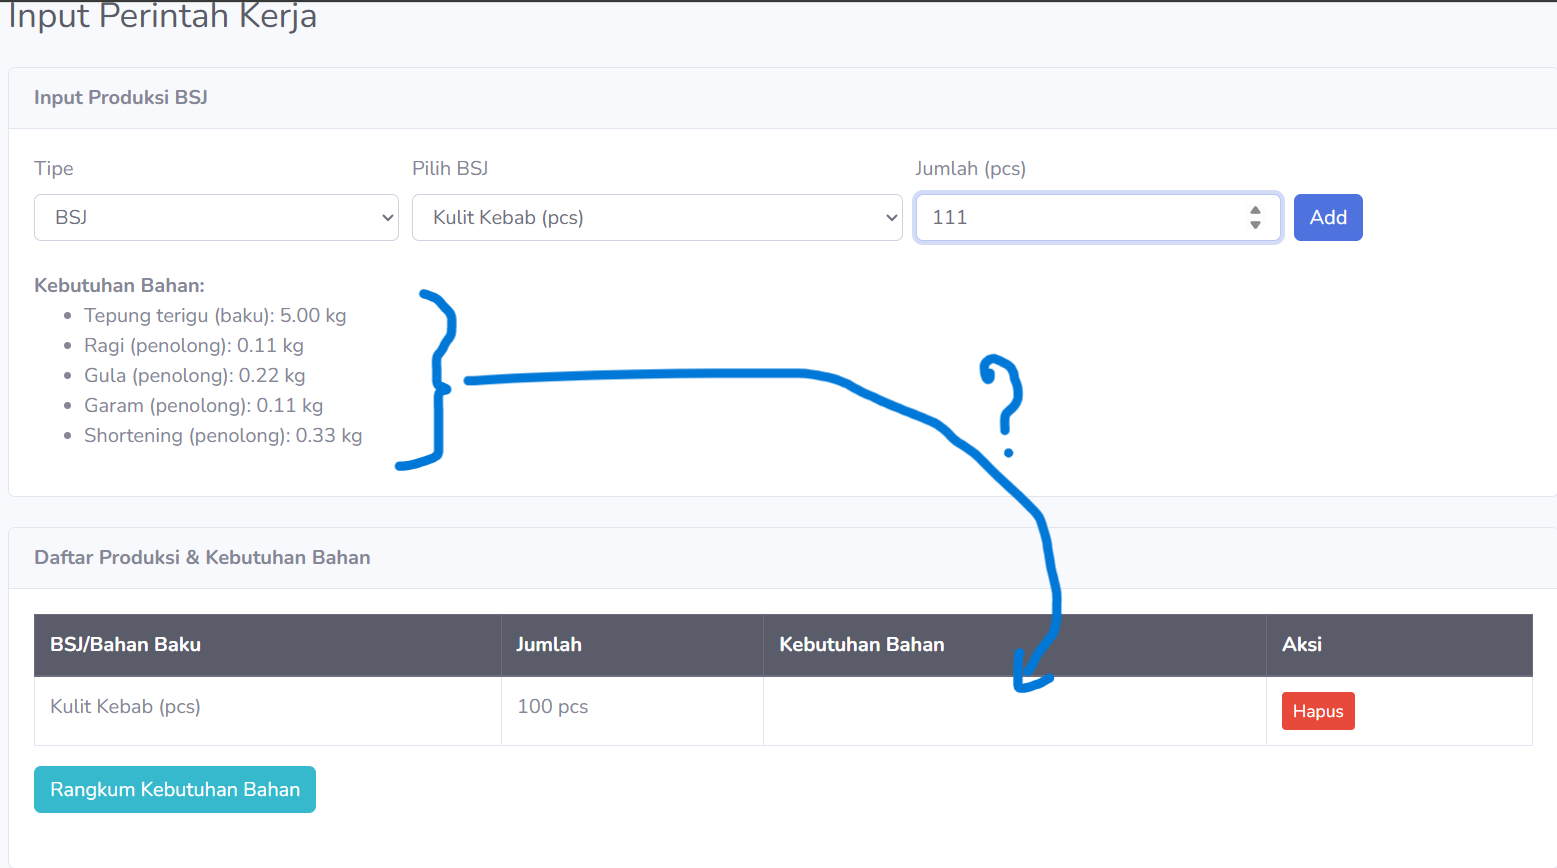 Input Perintah Kerja
Input Produksi BSJ
Tipe Pilih BSJ Jumlah (pcs)
BSJ Kulit Kebab (pcs) 111 Add
Kebutuhan Bahan:
Tepung terigu (baku): 5.00 kg
Ragi (penolong): 0.11 kg
Gula (penolong): 0.22 kg
Garam (penolong): 0.11 kg
Shortening (penolong): 0.33 kg
?
Daftar Produksi & Kebutuhan Bahan
BSJ/Bahan Baku Jumlah Kebutuhan Bahan Aksi
Kulit Kebab (pcs) 100 pcs Hapus
Rangkum Kebutuhan Bahan